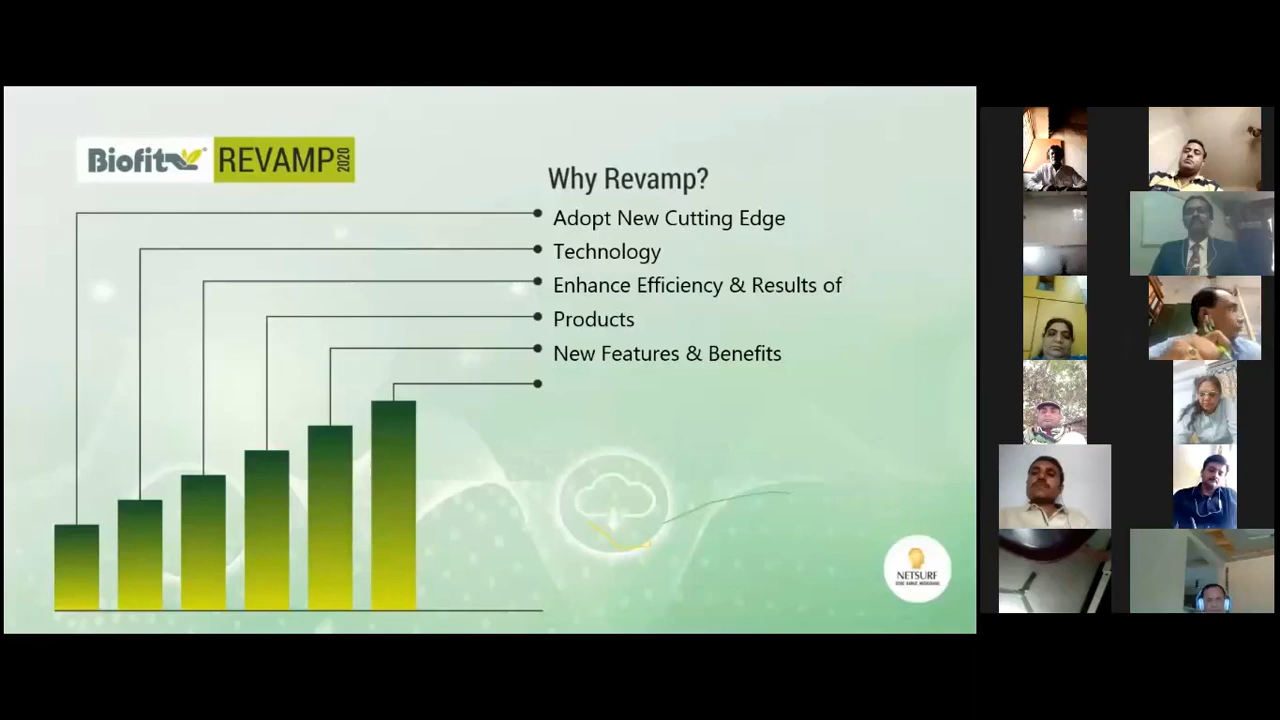 Biofit REVAMP 2020
Why Revamp?
Adopt New Cutting Edge
Technology
Enhance Efficiency & Results of
Products
New Features & Benefits
NETSURF